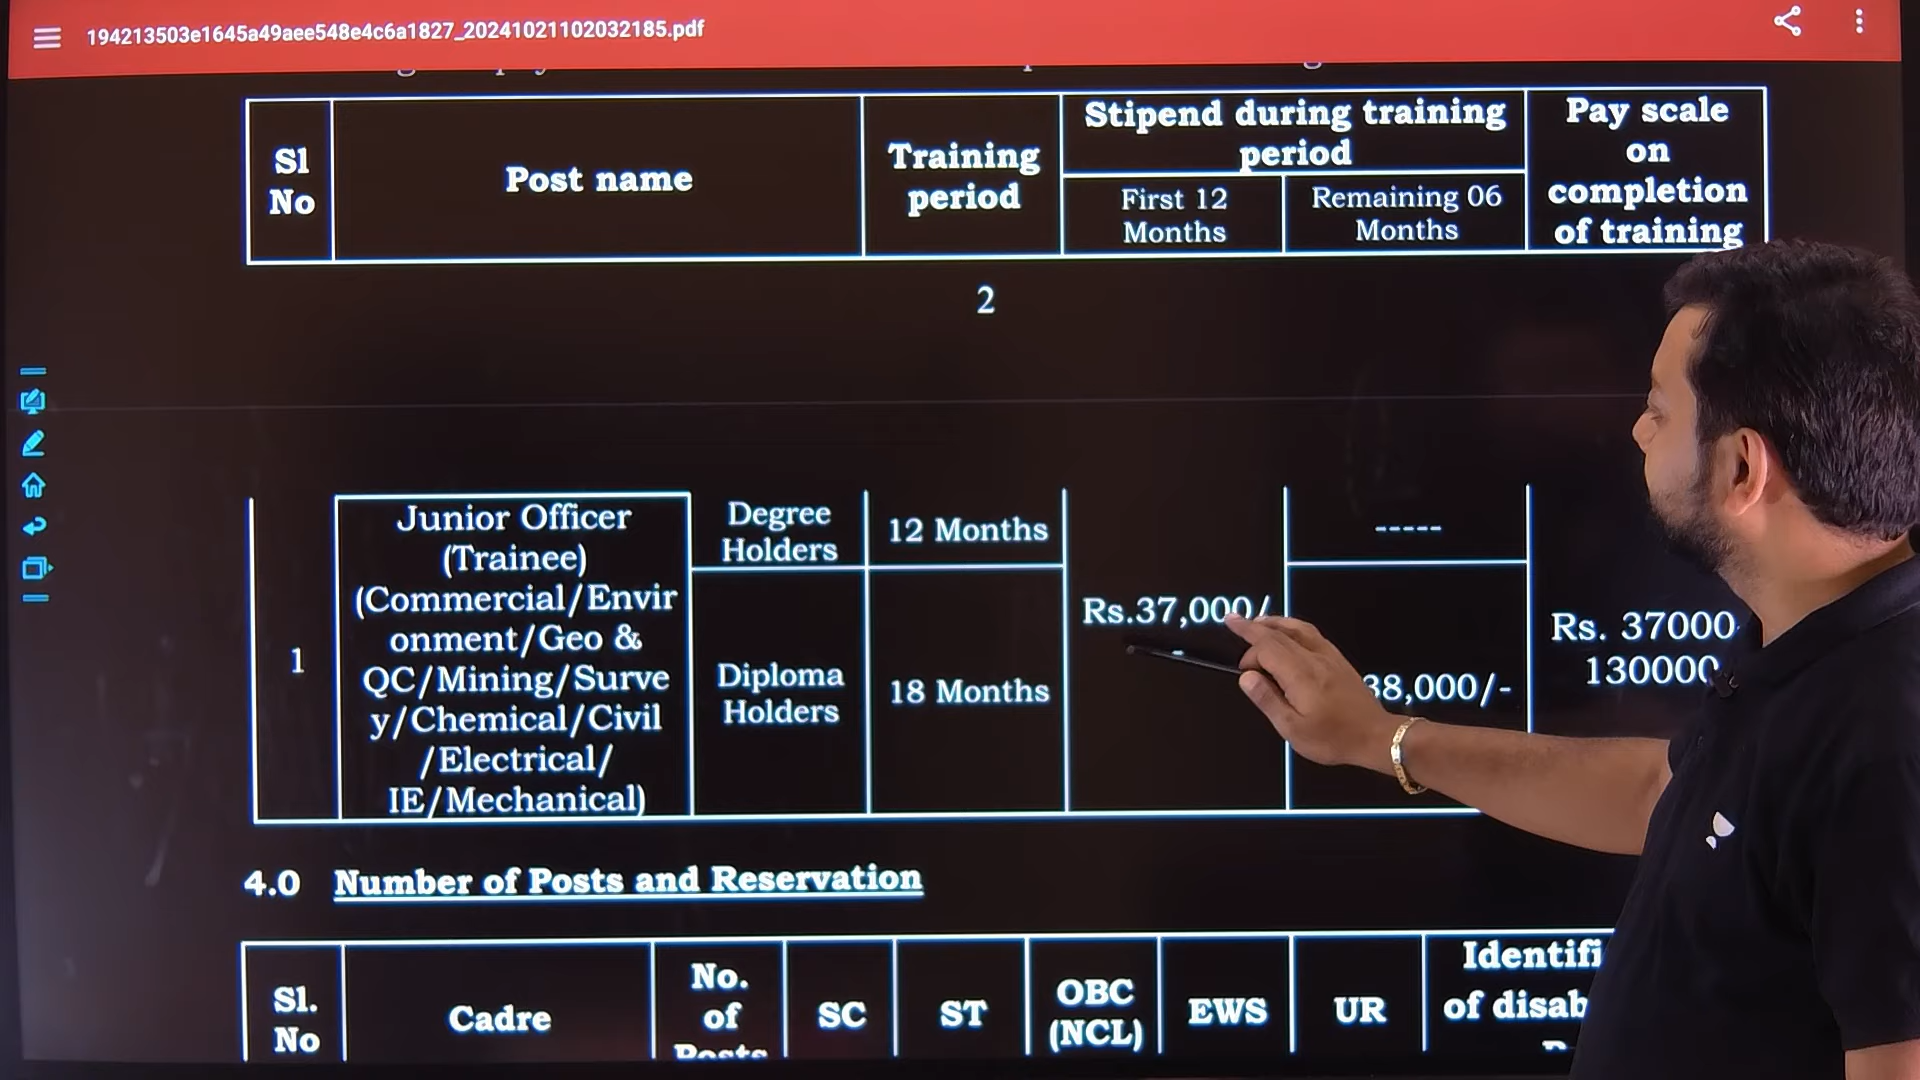 194213503e1645a49aee548e4c6a1827_20241021102032185.pdf
Sl
No
Post name
Training
period
Stipend during training
period
First 12
Months
Remaining 06
Months
Pay scale
on
completion
of training
2
1
Junior Officer
(Trainee)
(Commercial/Envir
onment/Geo &
QC/Mining/Surve
y/Chemical/Civil
/Electrical/
IE/Mechanical)
Degree
Holders
12 Months
Diploma
Holders
18 Months
Rs.37,000/
-
-----
38,000/-
Rs. 37000
130000
4.0 Number of Posts and Reservation
Sl.
No
Cadre
No.
of
Posts
SC
ST
OBC
(NCL)
EWS
UR